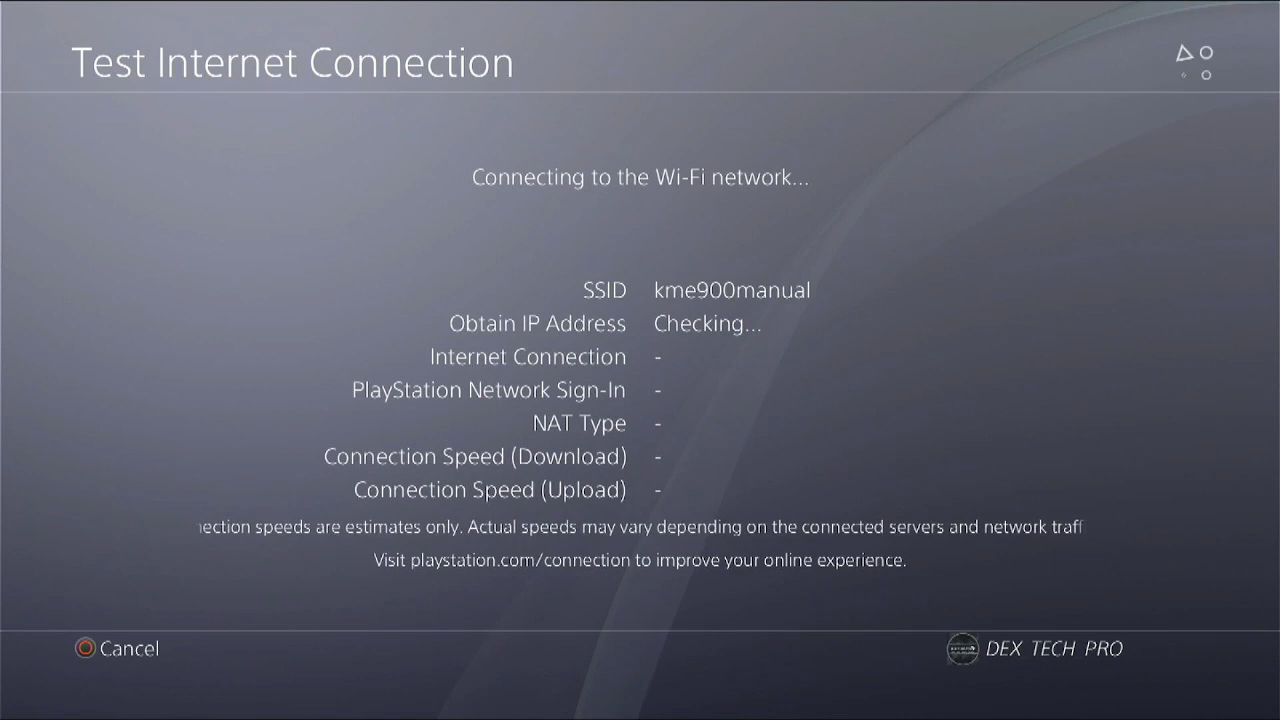 Test Internet Connection
Connecting to the Wi-Fi network...
SSID kme900manual
Obtain IP Address Checking...
Internet Connection -
PlayStation Network Sign-In -
NAT Type -
Connection Speed (Download) -
Connection Speed (Upload) -
speeds are estimates only. Actual speeds may vary depending on the connected servers and network
Visit playstation.com/connection to improve your online experience.
Cancel
DEX TECH PRO